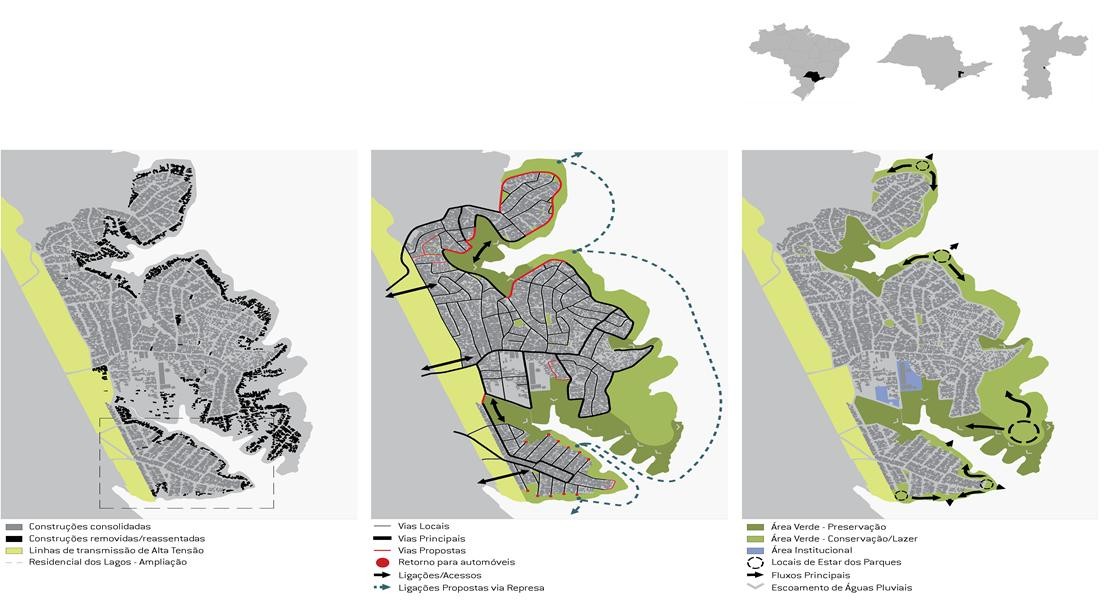 Construções consolidadas
Construções removidas/reassentadas
Linhas de transmissão de Alta Tensão
Residencial dos Lagos - Ampliação
Vias Locais
Vias Principais
Vias Propostas
Retorno para automóveis
Ligações/Acessos
Ligações Propostas via Represa
Área Verde - Preservação
Área Verde - Conservação/Lazer
Área Institucional
Locais de Estar dos Parques
Fluxos Principais
Escoamento de Águas Pluviais